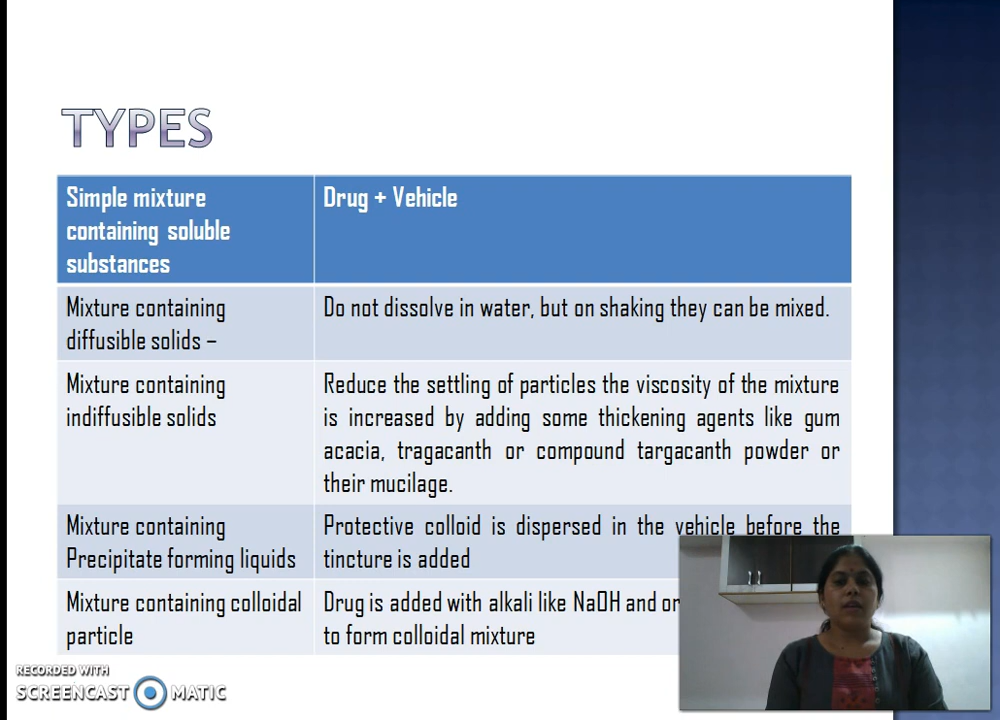 TYPES
Simple mixture
containing soluble
substances
Drug + Vehicle
Mixture containing
diffusible solids –
Do not dissolve in water, but on shaking they can be mixed.
Mixture containing
indiffusible solids
Reduce the settling of particles the viscosity of the mixture
is increased by adding some thickening agents like gum
acacia, tragacanth or compound targacanth powder or
their mucilage.
Mixture containing
Precipitate forming liquids
Protective colloid is dispersed in the vehicle before the
tincture is added
Mixture containing colloidal
particle
Drug is added with alkali like NaOH and
to form colloidal mixture
RECORDED WITH
SCREENCAST MATIC